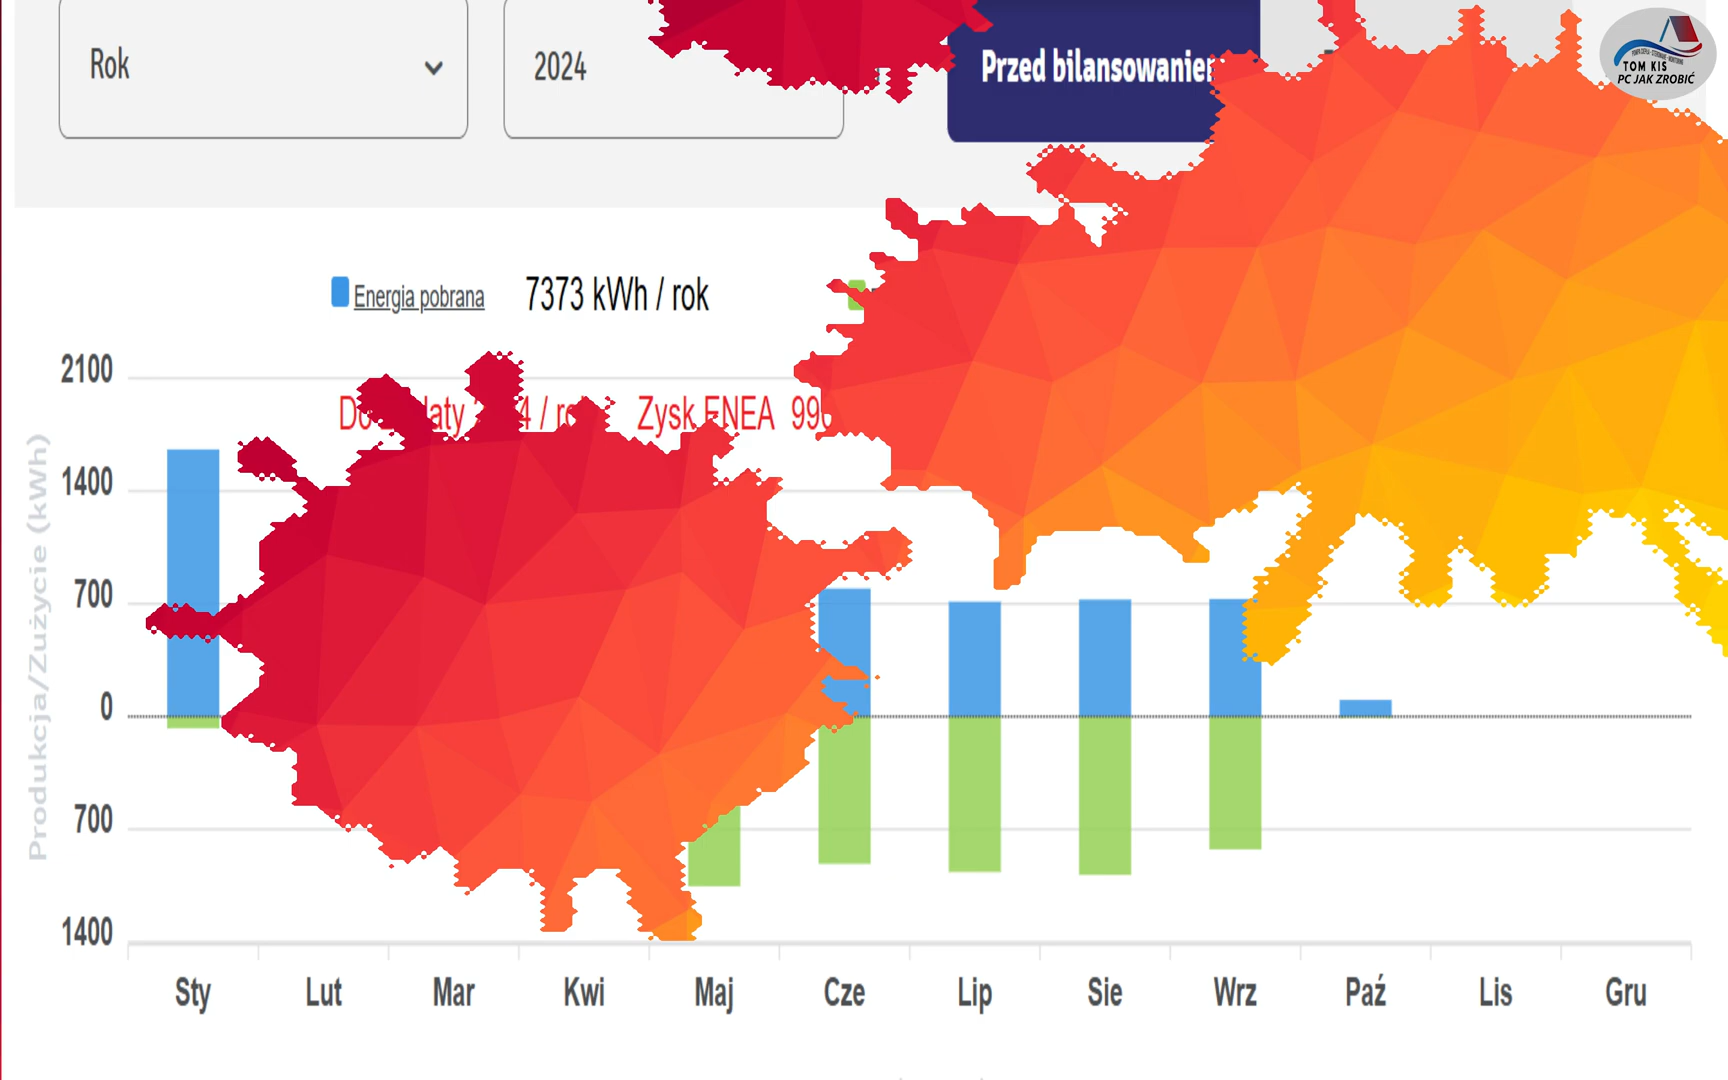 Rok
2024
Przed bilansowaniem
TOM KIS
PC JAK ZROBIĆ
Energia pobrana
7373 kWh / rok
Zysk ENEA
Produkcja/Zużycie (kWh)
2100
1400
700
0
700
1400
Sty Lut Mar Kwi Maj Cze Lip Sie Wrz Paź Lis Gru